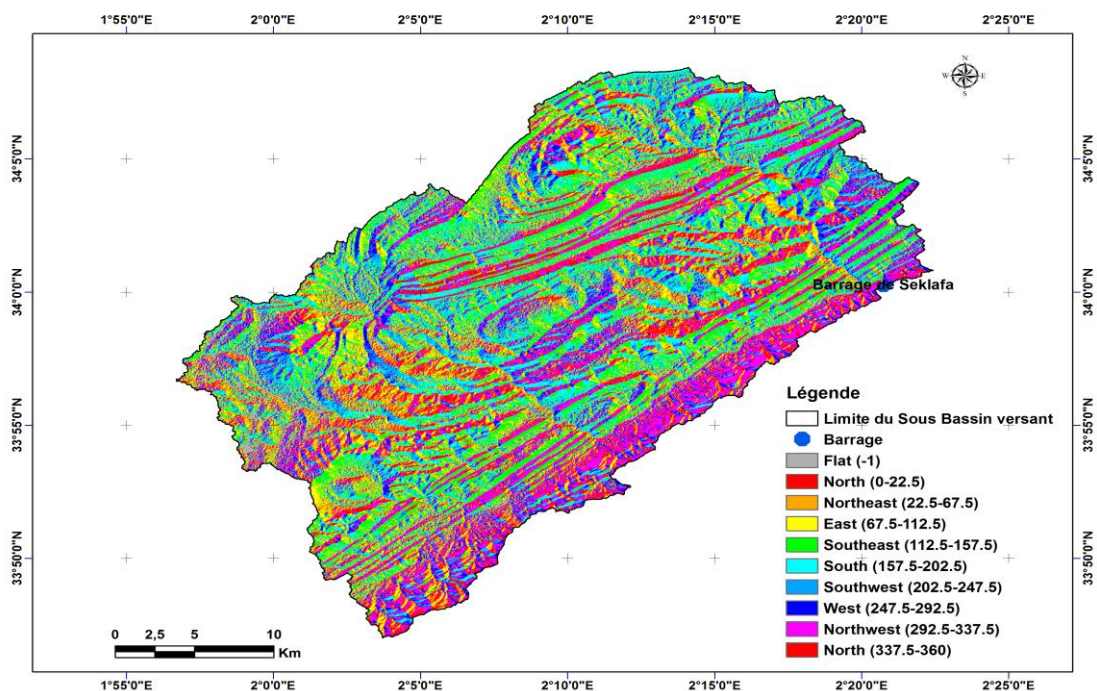 1°55'0"E 2°0'0"E 2°5'0"E 2°10'0"E 2°15'0"E 2°20'0"E 2°25'0"E
N
W E
S
34°5'0"N 34°5'0"N
34°0'0"N 34°0'0"N
Barrage de Seklafa
33°55'0"N 33°55'0"N
33°50'0"N 33°50'0"N
Légende
Limite du Sous Bassin versant
Barrage
Flat (-1)
North (0-22.5)
Northeast (22.5-67.5)
East (67.5-112.5)
Southeast (112.5-157.5)
South (157.5-202.5)
Southwest (202.5-247.5)
West (247.5-292.5)
Northwest (292.5-337.5)
North (337.5-360)
0 2,5 5 10
Km
1°55'0"E 2°0'0"E 2°5'0"E 2°10'0"E 2°15'0"E 2°20'0"E 2°25'0"E